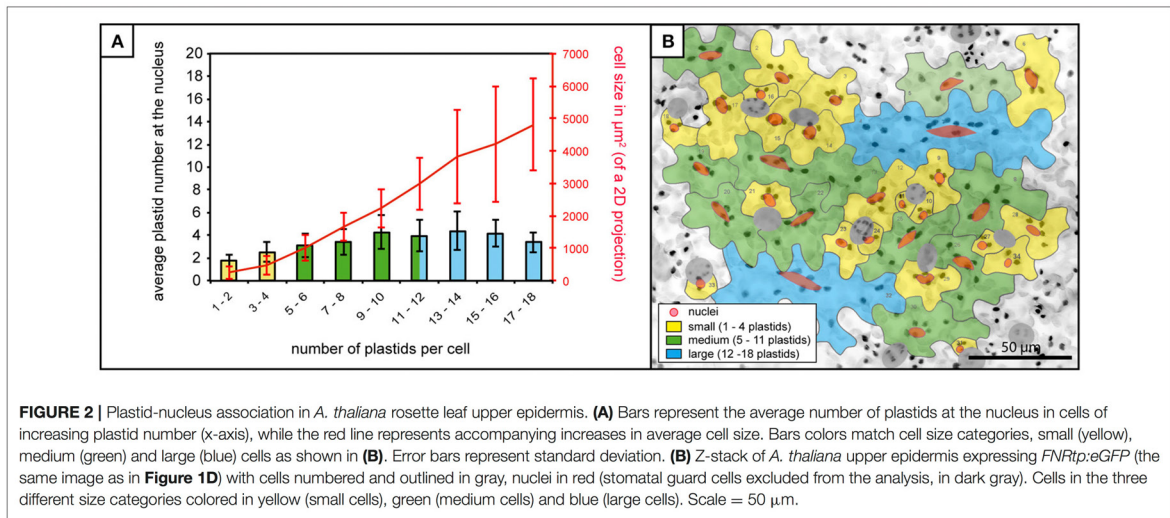 A
average plastid number at the nucleus
20
18
16
14
12
10
8
6
4
2
0
7000
6000
5000
4000
3000
2000
1000
0
cell size in µm² (of a 2D projection)
1 - 2
3 - 4
5 - 6
7 - 8
9 - 10
11 - 12
13 - 14
15 - 16
17 - 18
number of plastids per cell
B
nuclei
small (1 - 4 plastids)
medium (5 - 11 plastids)
large (12 -18 plastids)
50 µm
FIGURE 2 | Plastid-nucleus association in A. thaliana rosette leaf upper epidermis. (A) Bars represent the average number of plastids at the nucleus in cells of
increasing plastid number (x-axis), while the red line represents accompanying increases in average cell size. Bars colors match cell size categories, small (yellow),
medium (green) and large (blue) cells as shown in (B). Error bars represent standard deviation. (B) Z-stack of A. thaliana upper epidermis expressing FNRtp:eGFP (the
same image as in Figure 1D) with cells numbered and outlined in gray, nuclei in red (stomatal guard cells excluded from the analysis, in dark gray). Cells in the three
different size categories colored in yellow (small cells), green (medium cells) and blue (large cells). Scale = 50 µm.